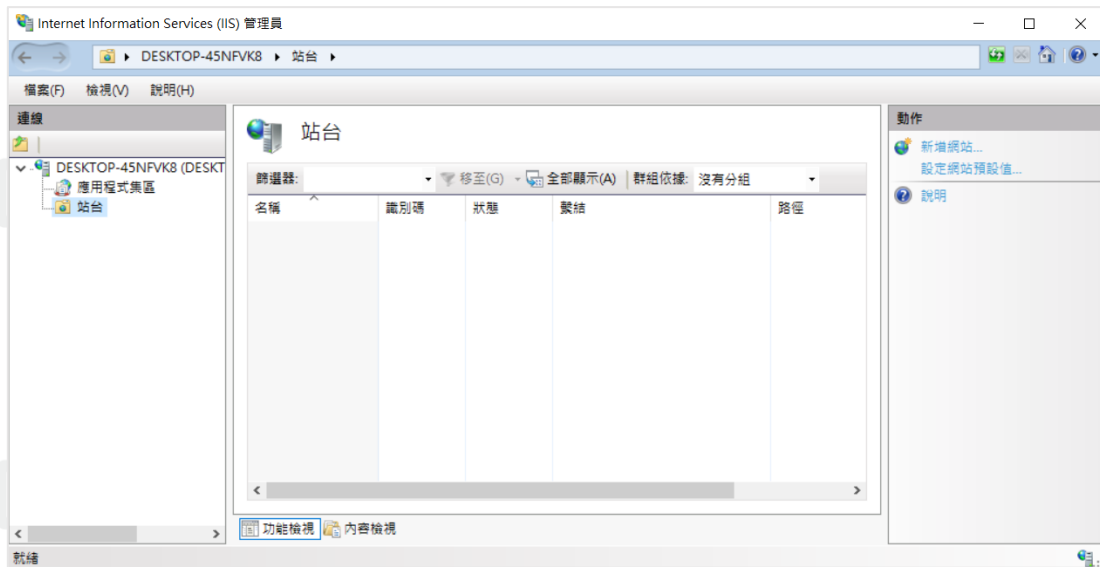 Internet Information Services (IIS) 管理員
DESKTOP-45NFVK8 站台
檔案(F) 檢視(V) 說明(H)
連線
DESKTOP-45NFVK8 (DESKT
應用程式集區
站台
站台
篩選器: 移至(G) 全部顯示(A) 群組依據: 沒有分組
名稱 識別碼 狀態 繫結 路徑
功能檢視 內容檢視
動作
新增網站...
設定網站預設值...
說明
就緒